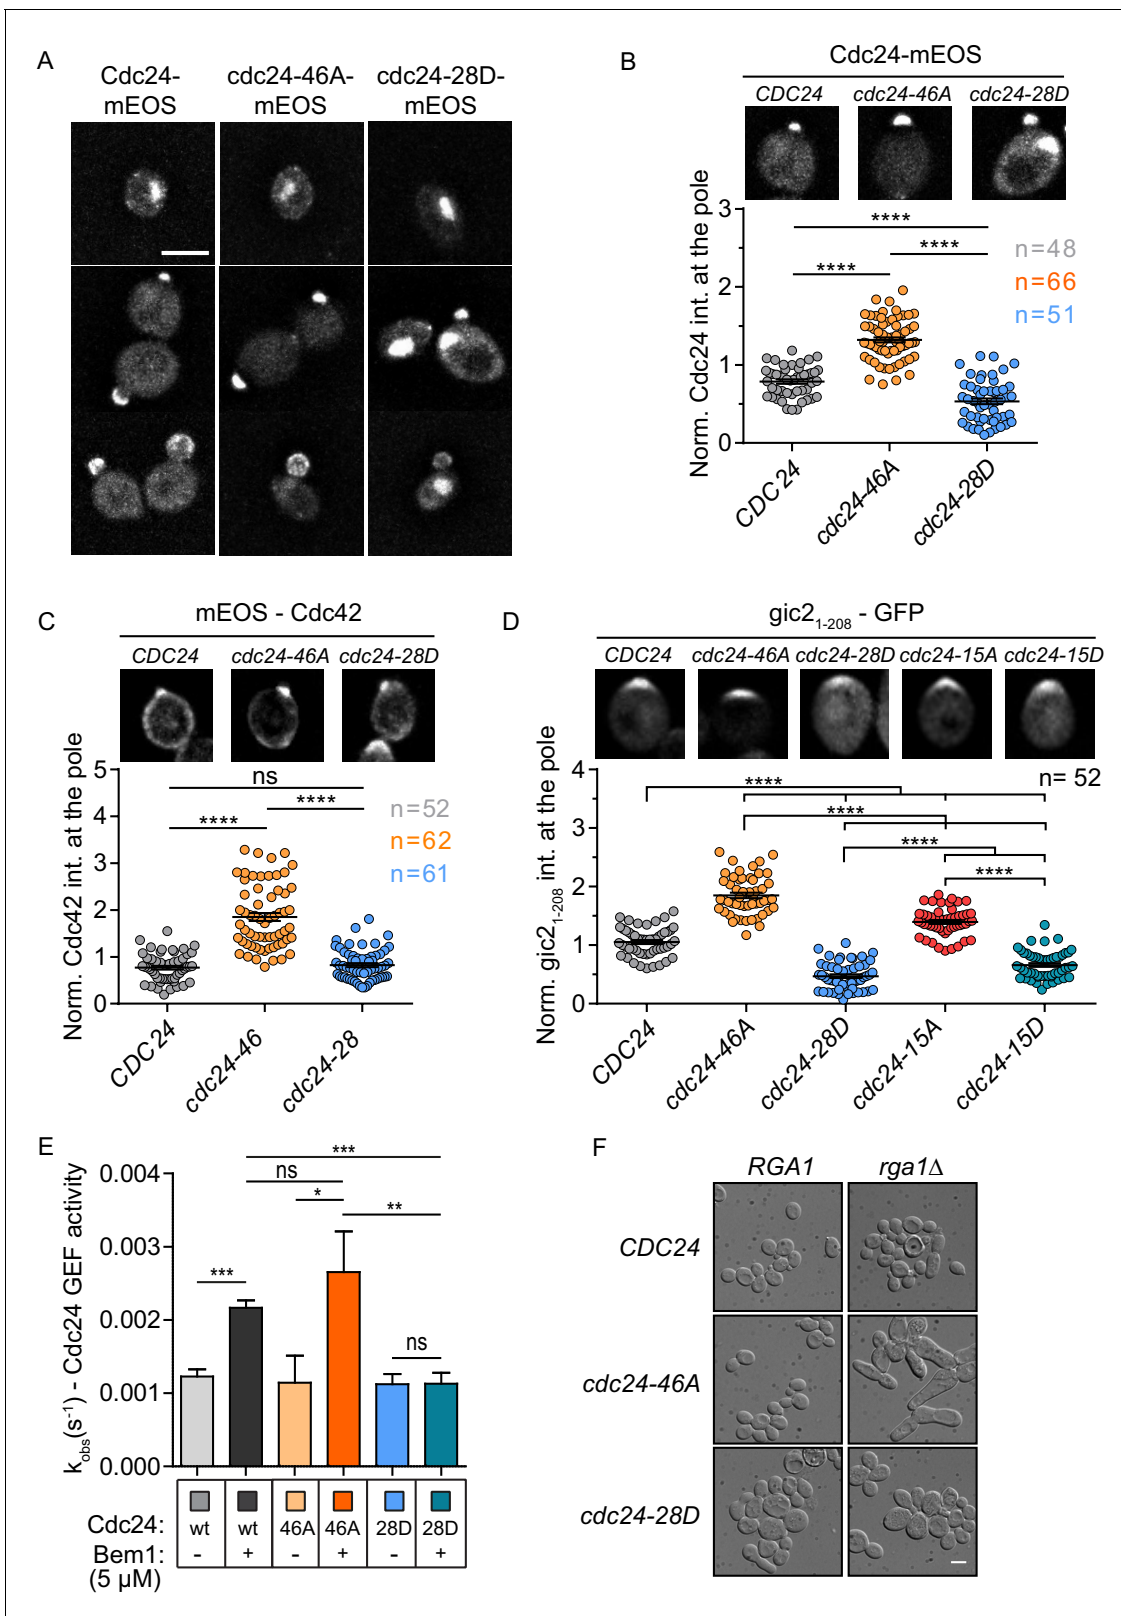 A
Cdc24-
mEOS
cdc24-46A-
mEOS
cdc24-28D-
mEOS
B
Cdc24-mEOS
CDC24 cdc24-46A cdc24-28D
Norm. Cdc24 int. at the pole
3
2
1
0
****
****
****
n=48
n=66
n=51
CDC24
cdc24-46A
cdc24-28D
C
mEOS - Cdc42
CDC24 cdc24-46A cdc24-28D
Norm. Cdc42 int. at the pole
5
4
3
2
1
0
ns
****
****
n=52
n=62
n=61
CDC24
cdc24-46
cdc24-28
D
gic2₁₋₂₀₈ - GFP
CDC24 cdc24-46A cdc24-28D cdc24-15A cdc24-15D
Norm. gic2₁₋₂₀₈ int. at the pole
4
3
2
1
0
n= 52
****
****
****
****
CDC24
cdc24-46A
cdc24-28D
cdc24-15A
cdc24-15D
E
kobs(s⁻¹) - Cdc24 GEF activity
0.004
0.003
0.002
0.001
0.000
***
ns
*
**
***
ns
Cdc24: wt wt 46A 46A 28D 28D
Bem1: - + - + - +
(5 µM)
F
RGA1 rga1Δ
CDC24
cdc24-46A
cdc24-28D